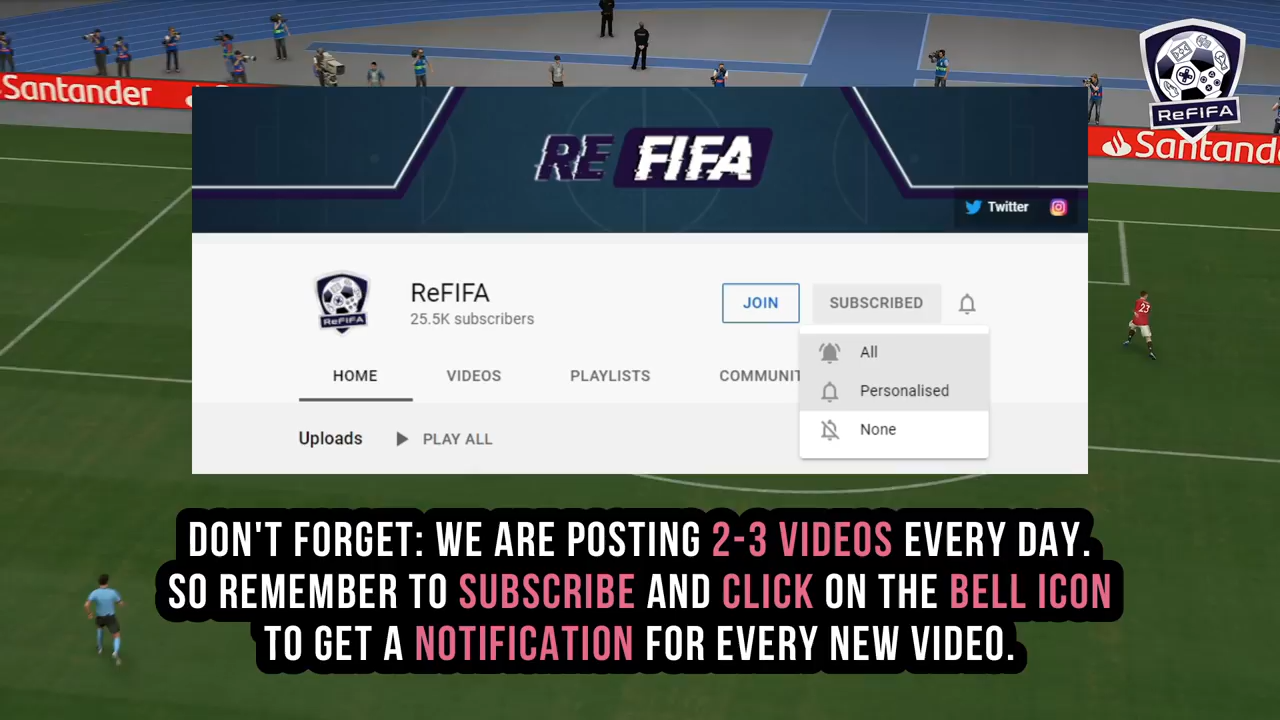 Santander
ReFIFA
Santand
RE FIFA
Twitter
ReFIFA
ReFIFA
25.5K subscribers
JOIN
SUBSCRIBED
23
All
HOME
VIDEOS
PLAYLISTS
COMMUNIT
Personalised
None
Uploads
PLAY ALL
DON'T FORGET: WE ARE POSTING 2-3 VIDEOS EVERY DAY.
SO REMEMBER TO SUBSCRIBE AND CLICK ON THE BELL ICON
TO GET A NOTIFICATION FOR EVERY NEW VIDEO.